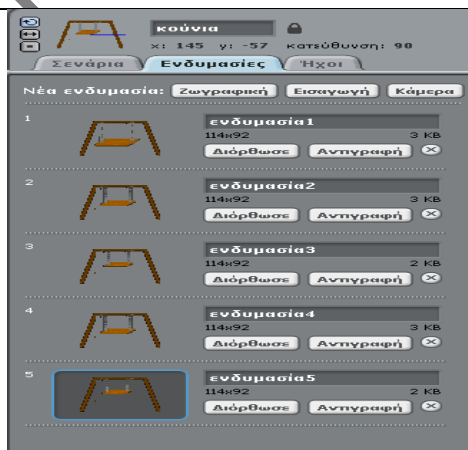 κούνια
x: 145 y: -57 κατεύθυνση: 90
Σενάρια Ενδυμασίες Ήχοι
Νέα ενδυμασία: Ζωγραφική Εισαγωγή Κάμερα
1 ενδυμασία1
114x92 3 KB
Διόρθωσε Αντιγραφή
2 ενδυμασία2
114x92 3 KB
Διόρθωσε Αντιγραφή
3 ενδυμασία3
114x92 2 KB
Διόρθωσε Αντιγραφή
4 ενδυμασία4
114x92 3 KB
Διόρθωσε Αντιγραφή
5 ενδυμασία5
114x92 2 KB
Διόρθωσε Αντιγραφή